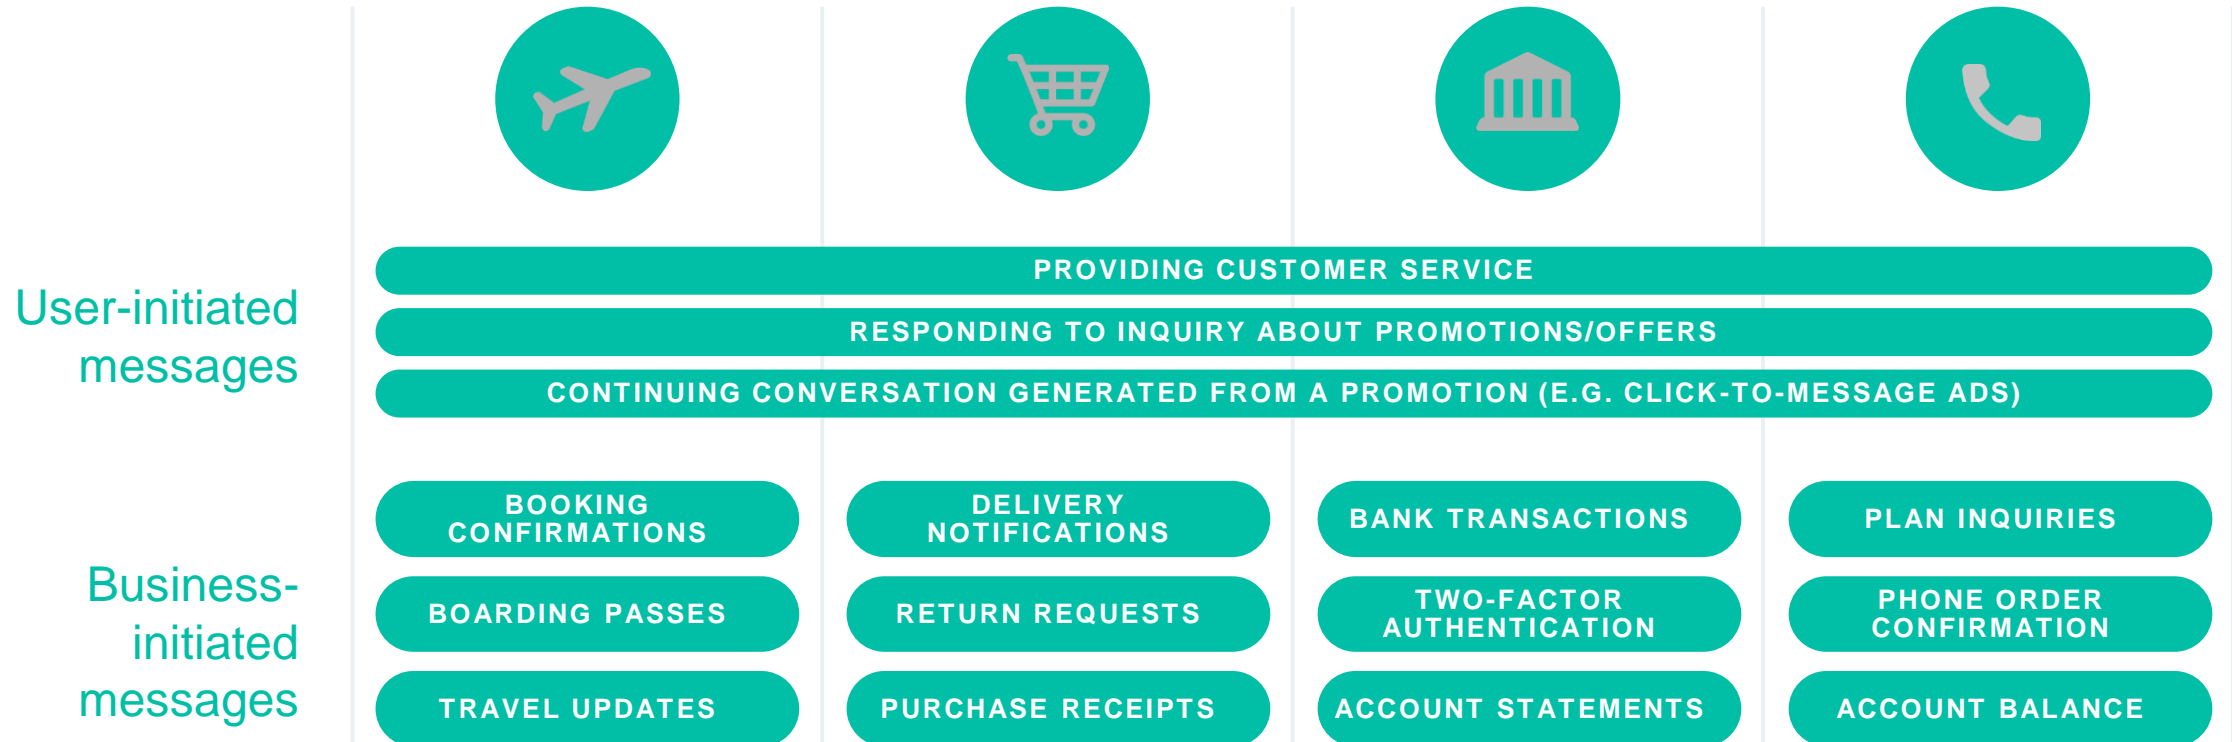 User-initiated
messages
PROVIDING CUSTOMER SERVICE
RESPONDING TO INQUIRY ABOUT PROMOTIONS/OFFERS
CONTINUING CONVERSATION GENERATED FROM A PROMOTION (E.G. CLICK-TO-MESSAGE ADS)
Business-
initiated
messages
BOOKING
CONFIRMATIONS
DELIVERY
NOTIFICATIONS
BANK TRANSACTIONS
PLAN INQUIRIES
BOARDING PASSES
RETURN REQUESTS
TWO-FACTOR
AUTHENTICATION
PHONE ORDER
CONFIRMATION
TRAVEL UPDATES
PURCHASE RECEIPTS
ACCOUNT STATEMENTS
ACCOUNT BALANCE